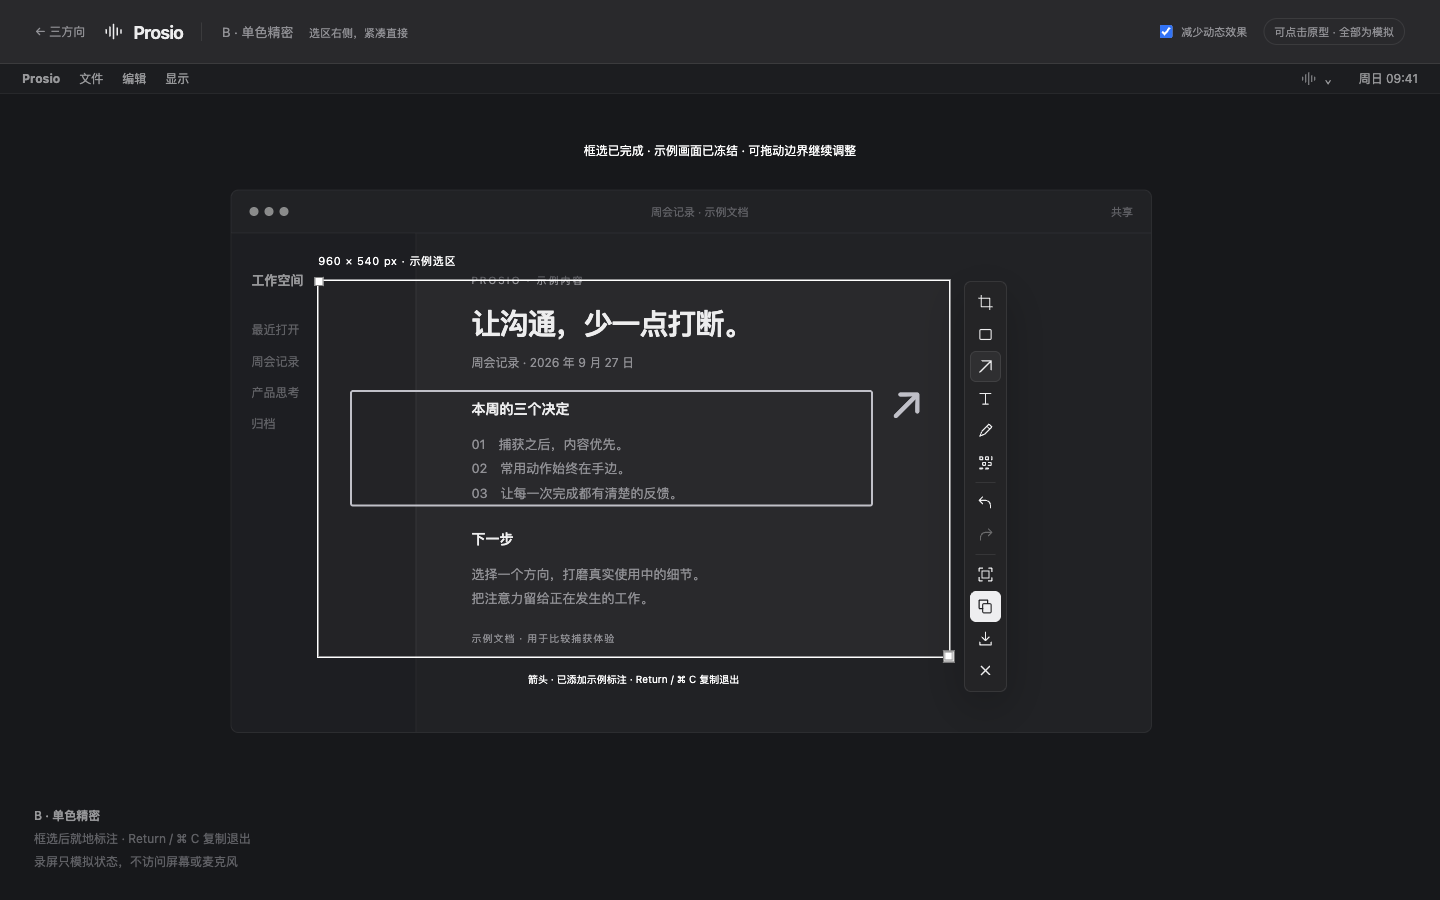 ← 三方向 Prosio B · 单色精密 选区右侧，紧凑直接 减少动态效果 可点击原型 · 全部为模拟
Prosio 文件 编辑 显示 周日 09:41
框选已完成 · 示例画面已冻结 · 可拖动边界继续调整
周会记录 · 示例文档 共享
960 × 540 px · 示例选区
工作空间
最近打开
周会记录
产品思考
归档
PROSIO · 示例内容
让沟通，少一点打断。
周会记录 · 2026 年 9 月 27 日
本周的三个决定
01 捕获之后，内容优先。
02 常用动作始终在手边。
03 让每一次完成都有清楚的反馈。
下一步
选择一个方向，打磨真实使用中的细节。
把注意力留给正在发生的工作。
示例文档 · 用于比较捕获体验
箭头 · 已添加示例标注 · Return / ⌘ C 复制退出
B · 单色精密
框选后就地标注 · Return / ⌘ C 复制退出
录屏只模拟状态，不访问屏幕或麦克风